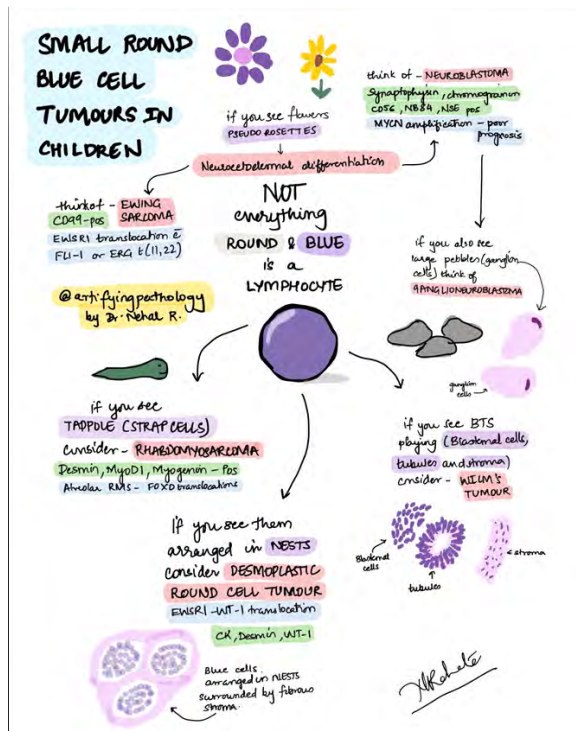 SMALL ROUND
BLUE CELL
TUMOURS IN
CHILDREN
if you see flowers
PSEUDOROSETTES
Neuroectodermal differentiation
think of - NEUROBLASTOMA
Synaptophysin, chromogranin
CD56, NB84, NSE pos
MYCN amplification - poor
prognosis
think of - EWING
CD99-pos SARCOMA
EWSR1 translocation c̄
FLI-1 or ERG t(11,22)
NOT
everything
ROUND & BLUE
is a
LYMPHOCYTE
if you also see
large pebbles (ganglion
cells) think of
GANGLIONEUROBLASTOMA
ganglion
cells
@artifyingpathology
by Dr. Nehal R.
if you see
TADPOLE (STRAP CELLS)
consider - RHABDOMYOSARCOMA
Desmin, MyoD1, Myogenin - Pos
Alveolar RMS - FOXO translocations
if you see BTS
playing (Blastemal cells,
tubules and stroma)
consider - WILM'S
TUMOUR
Blastemal
cells
tubules
stroma
if you see them
arranged in NESTS
consider DESMOPLASTIC
ROUND CELL TUMOUR
EWSR1-WT-1 translocation
CK, Desmin, WT-1
Blue cells
arranged in NESTS
surrounded by fibrous
stroma.